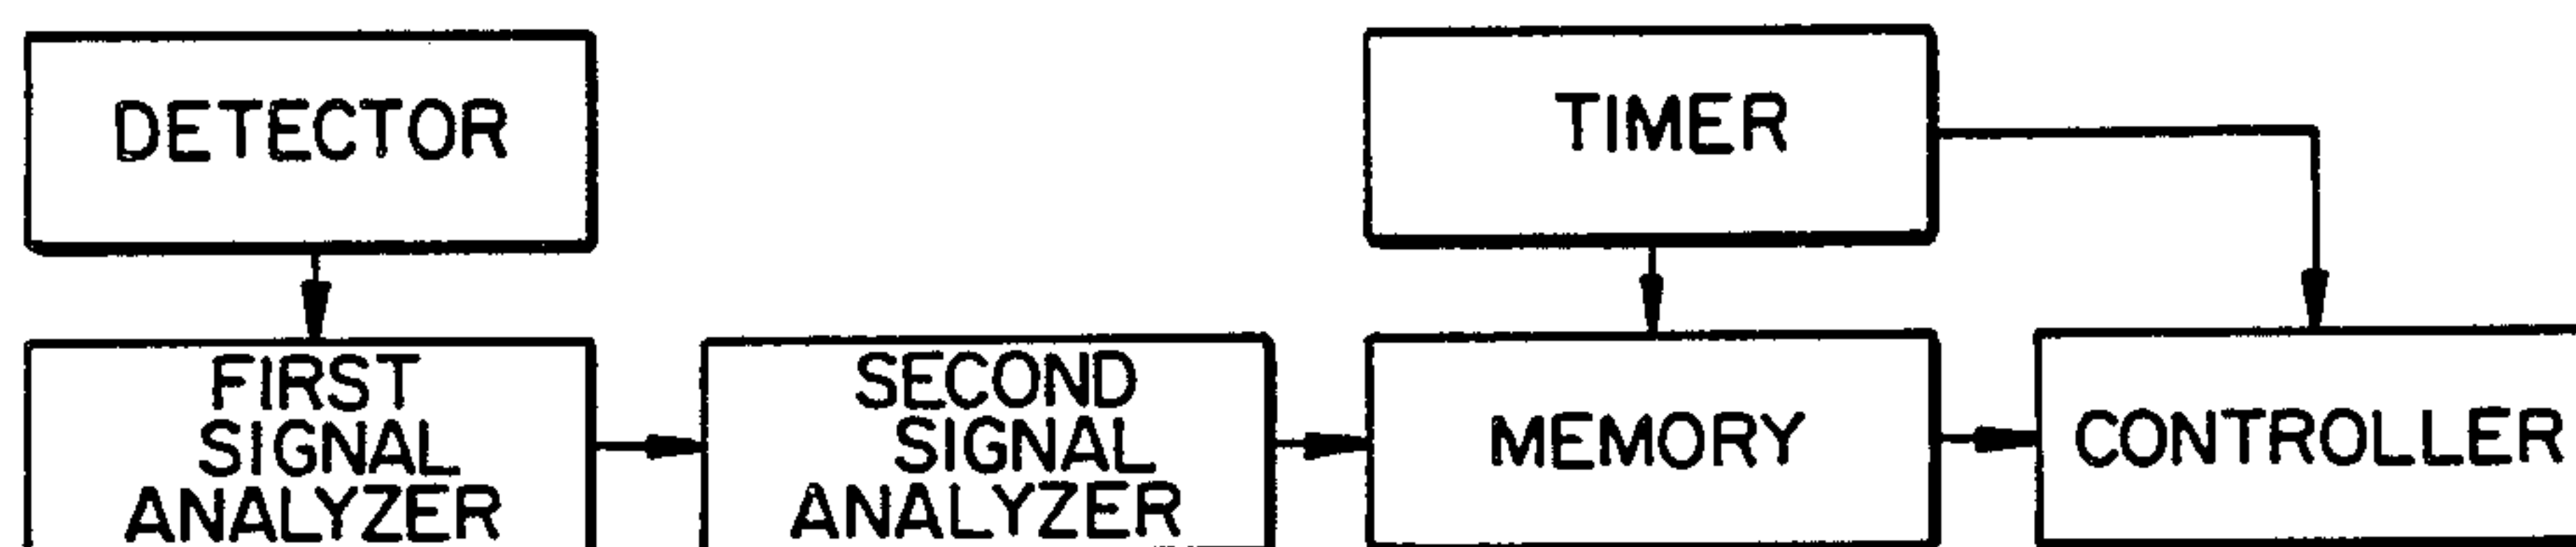 DETECTOR
TIMER
FIRST
SIGNAL
ANALYZER
SECOND
SIGNAL
ANALYZER
MEMORY
CONTROLLER